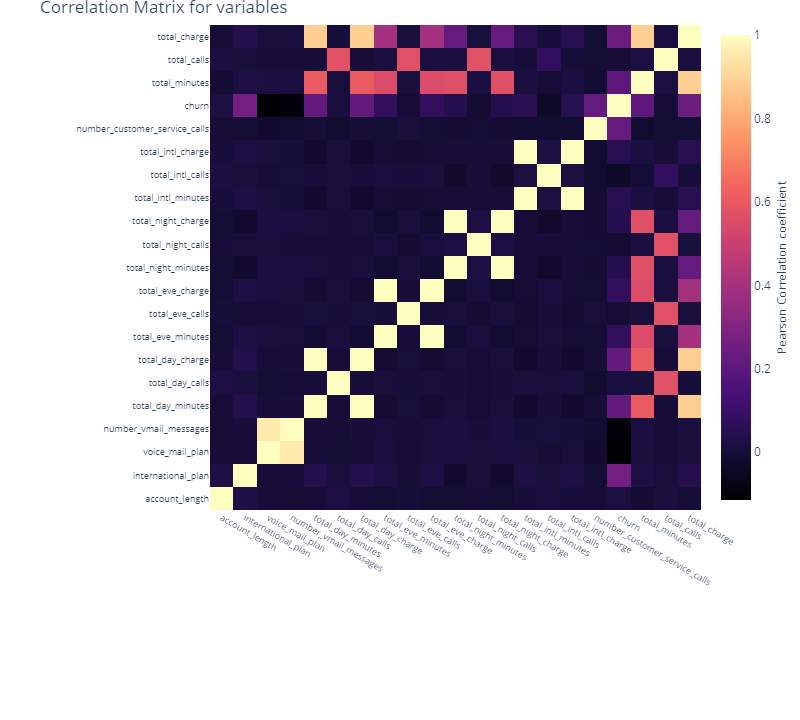 Correlation Matrix for variables
total_charge
total_calls
total_minutes
churn
number_customer_service_calls
total_intl_charge
total_intl_calls
total_intl_minutes
total_night_charge
total_night_calls
total_night_minutes
total_eve_charge
total_eve_calls
total_eve_minutes
total_day_charge
total_day_calls
total_day_minutes
number_vmail_messages
voice_mail_plan
international_plan
account_length
account_length
international_plan
voice_mail_plan
number_vmail_messages
total_day_minutes
total_day_calls
total_day_charge
total_eve_minutes
total_eve_calls
total_eve_charge
total_night_minutes
total_night_calls
total_night_charge
total_intl_minutes
total_intl_calls
total_intl_charge
number_customer_service_calls
churn
total_minutes
total_calls
total_charge
1
0.8
0.6
0.4
0.2
0
Pearson Correlation coefficient